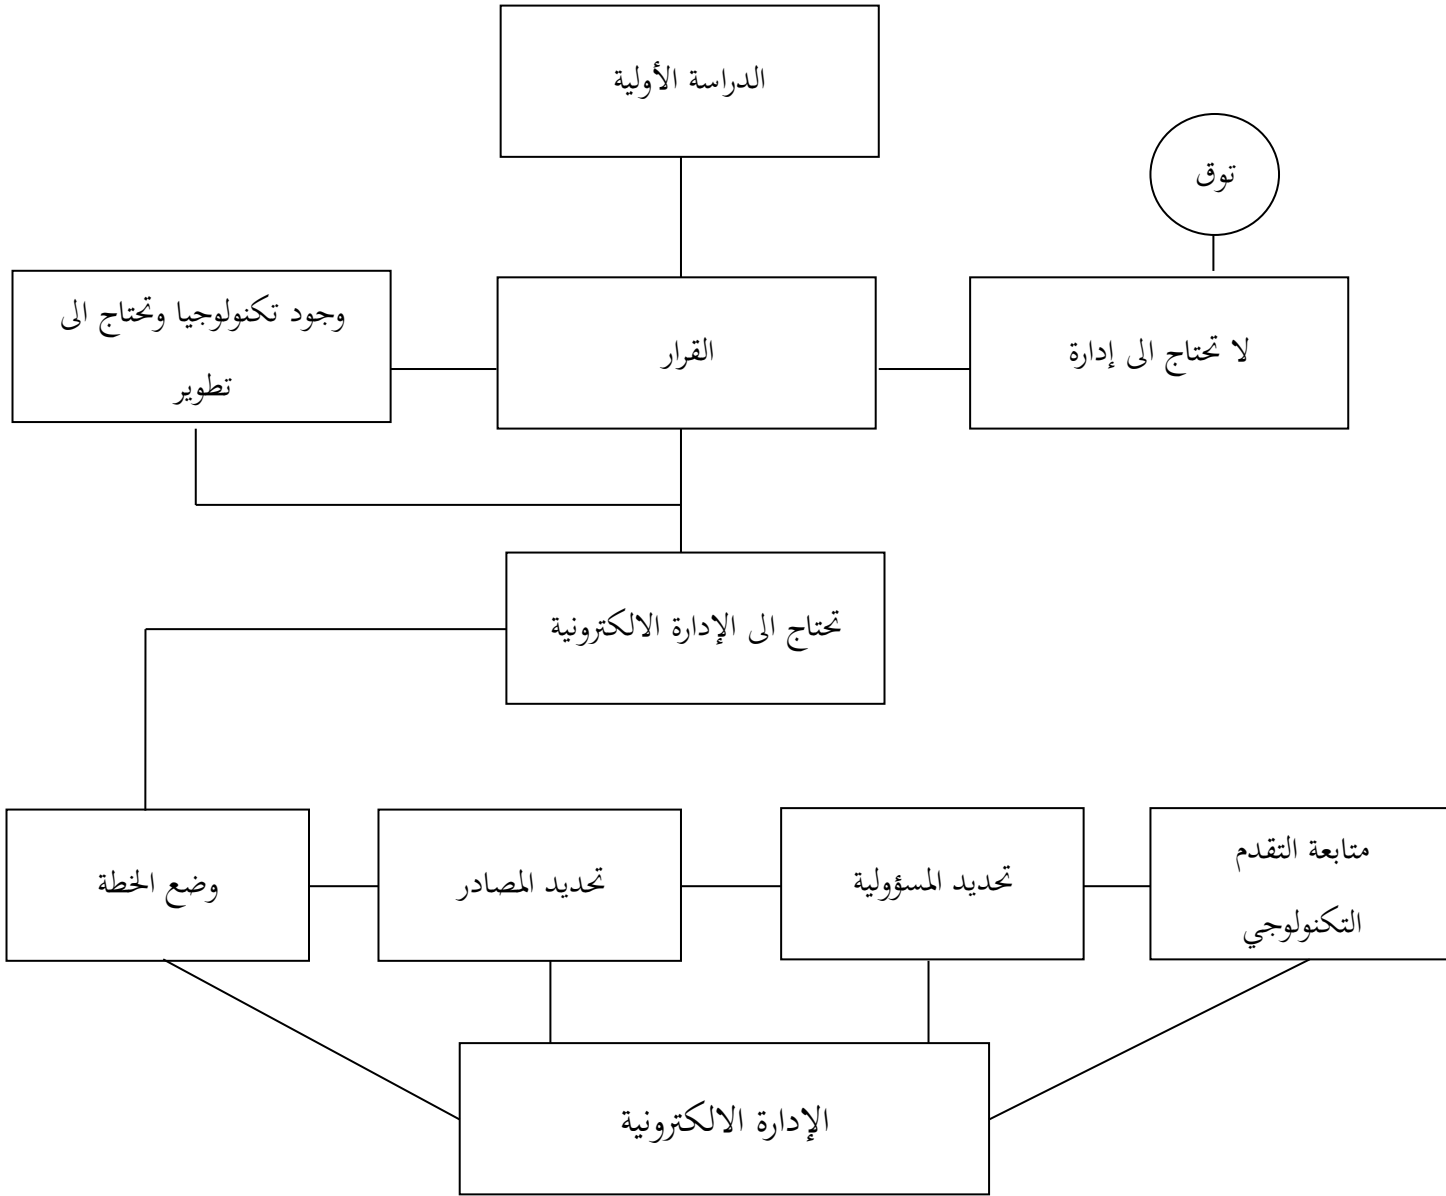 الدراسة الأولية
توق
لا تحتاج الى إدارة
القرار
وجود تكنولوجيا وتحتاج الى
تطوير
تحتاج الى الإدارة الالكترونية
متابعة التقدم
التكنولوجي
تحديد المسؤولية
تحديد المصادر
وضع الخطة
الإدارة الالكترونية